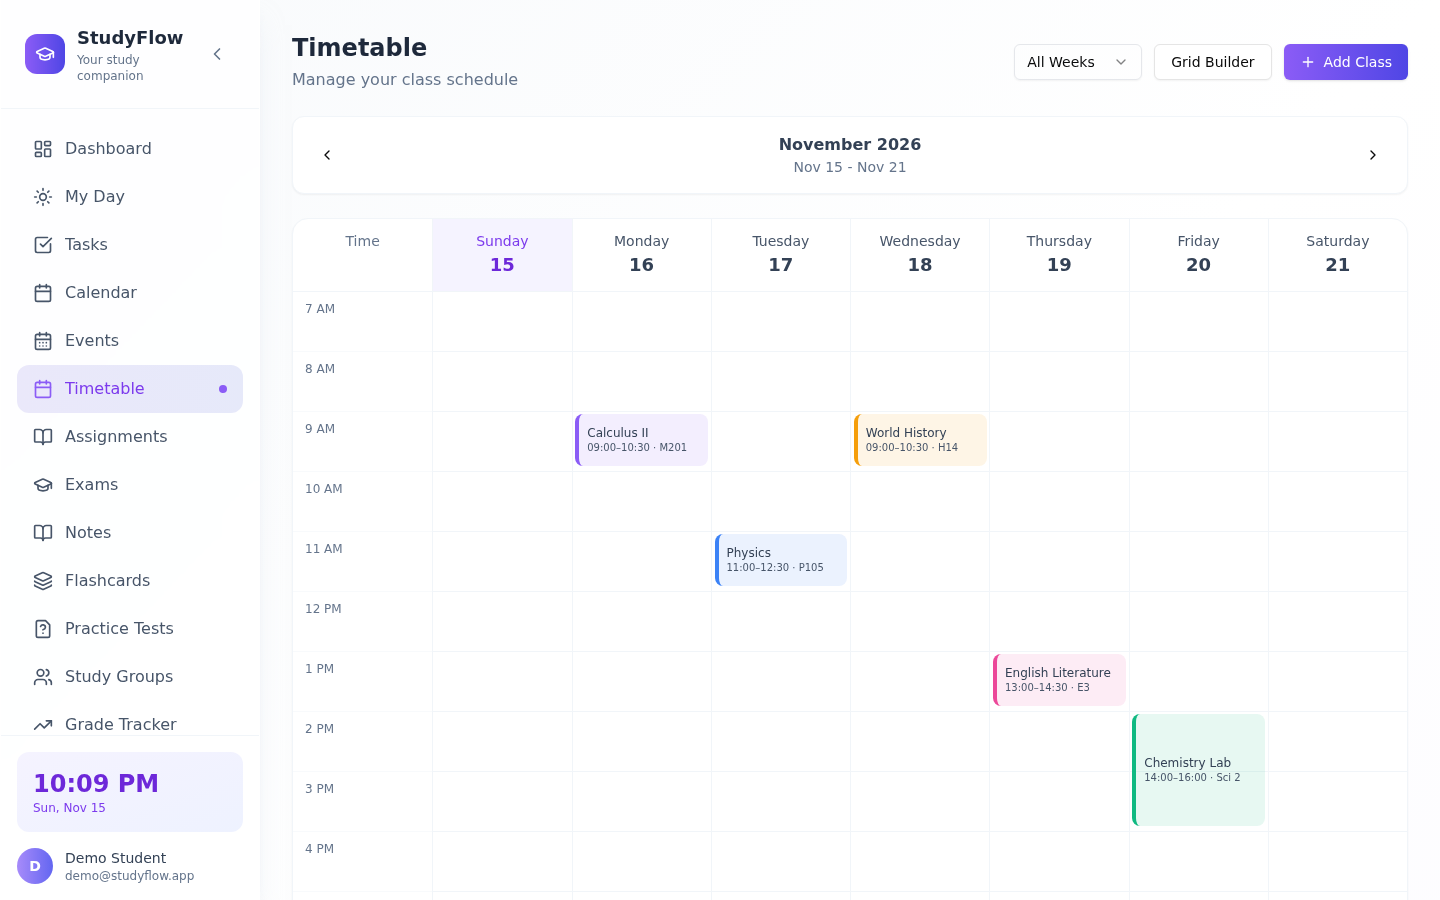 StudyFlow
Your study
companion
Dashboard
My Day
Tasks
Calendar
Events
Timetable
Assignments
Exams
Notes
Flashcards
Practice Tests
Study Groups
Grade Tracker
10:09 PM
Sun, Nov 15
D
Demo Student
demo@studyflow.app
Timetable
Manage your class schedule
All Weeks
Grid Builder
Add Class
November 2026
Nov 15 - Nov 21
Time
Sunday
15
Monday
16
Tuesday
17
Wednesday
18
Thursday
19
Friday
20
Saturday
21
7 AM
8 AM
9 AM
Calculus II
09:00–10:30 · M201
World History
09:00–10:30 · H14
10 AM
11 AM
Physics
11:00–12:30 · P105
12 PM
1 PM
English Literature
13:00–14:30 · E3
2 PM
Chemistry Lab
14:00–16:00 · Sci 2
3 PM
4 PM